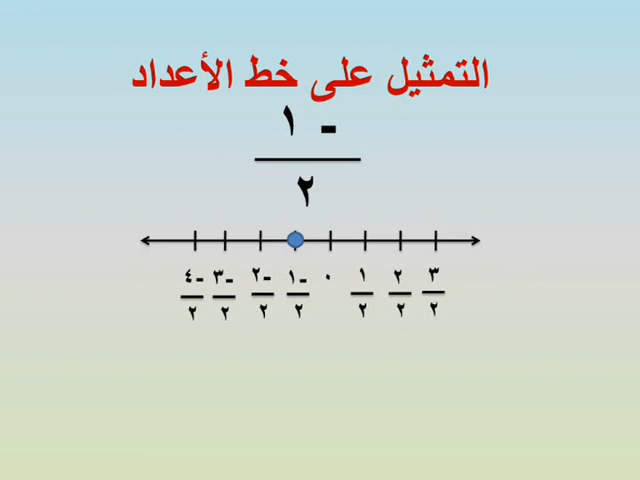 التمثيل على خط الأعداد
١ -
٢
٤- ٣- ٢- ١- ٠ ١ ٢ ٣
٢ ٢ ٢ ٢ ٢ ٢ ٢